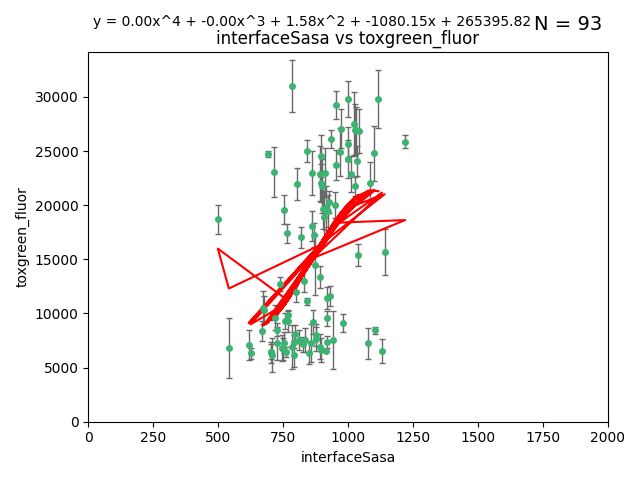 y = 0.00x^4 + -0.00x^3 + 1.58x^2 + -1080.15x + 265395.82 N = 93
interfaceSasa vs toxgreen_fluor
30000
25000
20000
15000
10000
5000
0
toxgreen_fluor
0 250 500 750 1000 1250 1500 1750 2000
interfaceSasa